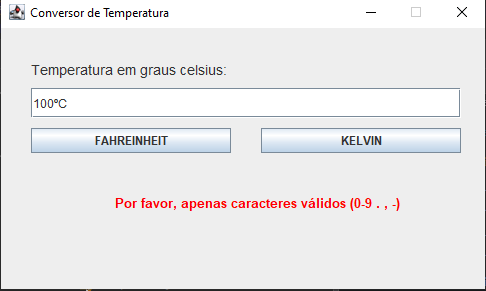 Conversor de Temperatura
Temperatura em graus celsius:
100ºC
FAHREINHEIT KELVIN
Por favor, apenas caracteres válidos (0-9 . , -)